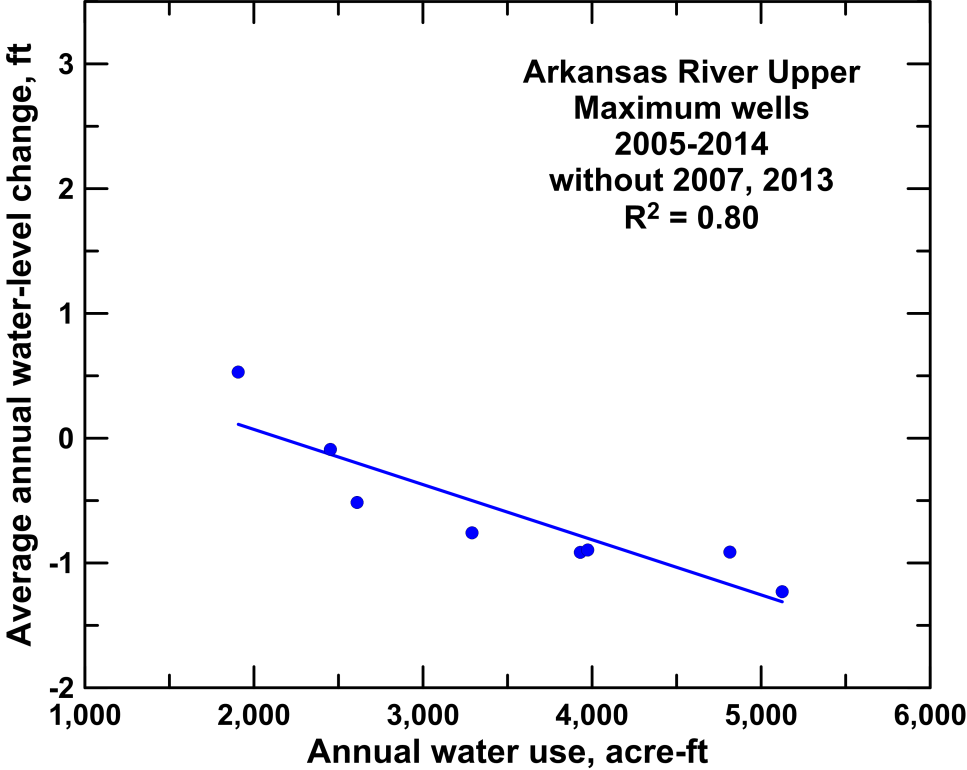 Arkansas River Upper
Maximum wells
2005-2014
without 2007, 2013
R² = 0.80
Average annual water-level change, ft
3
2
1
0
-1
-2
1,000 2,000 3,000 4,000 5,000 6,000
Annual water use, acre-ft